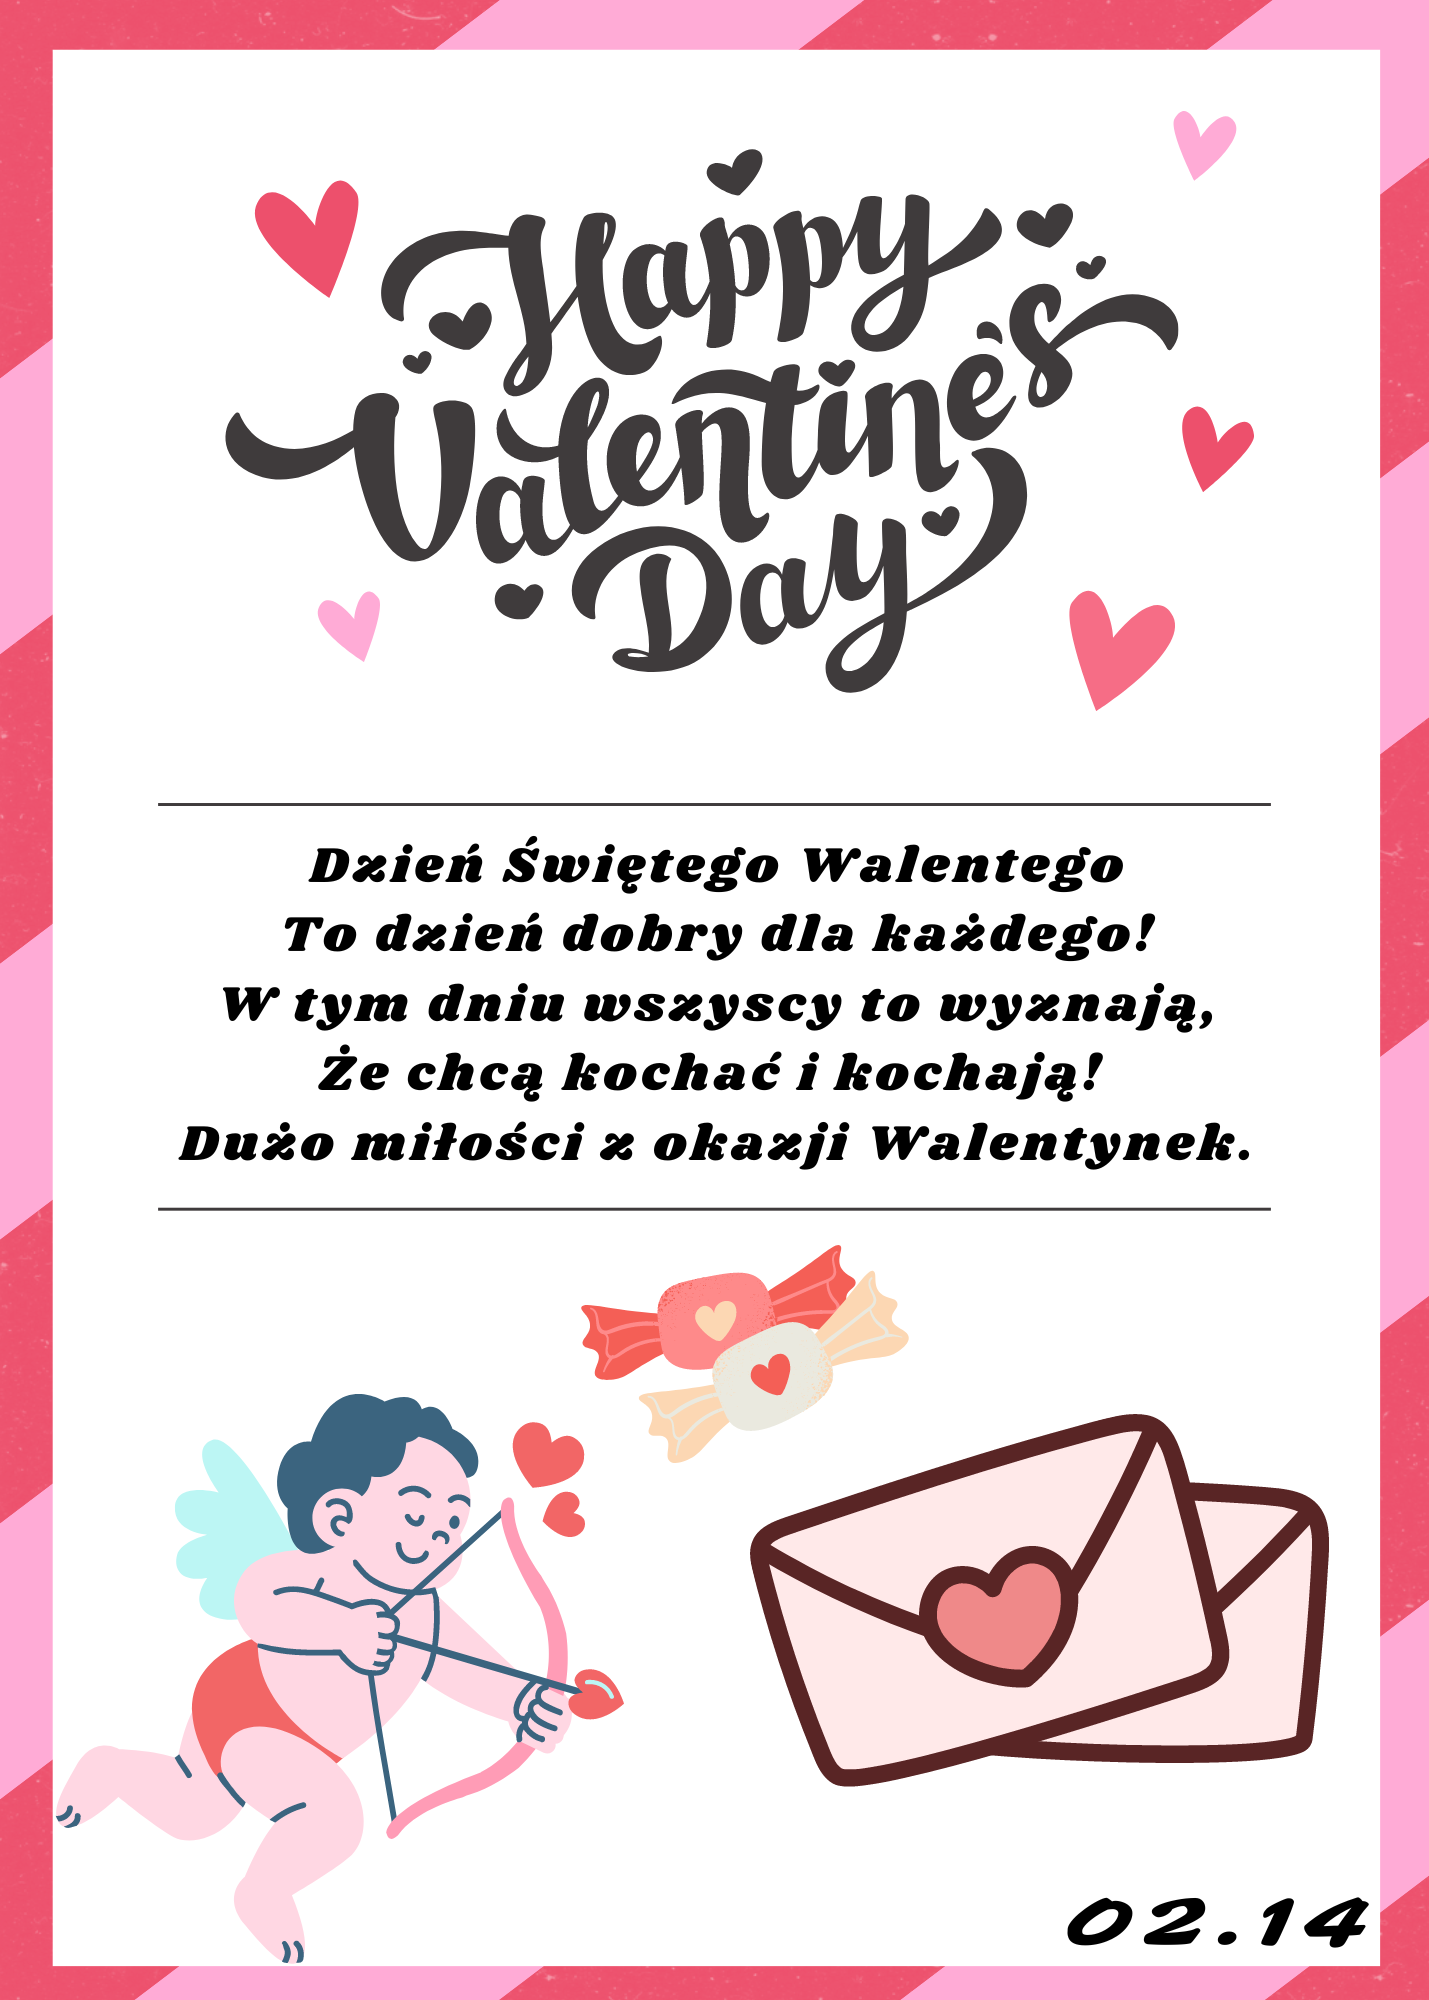 Happy
Valentine's
Day
Dzień Świętego Walentego
To dzień dobry dla każdego!
W tym dniu wszyscy to wyznają,
Że chcą kochać i kochają!
Dużo miłości z okazji Walentynek.
02.14